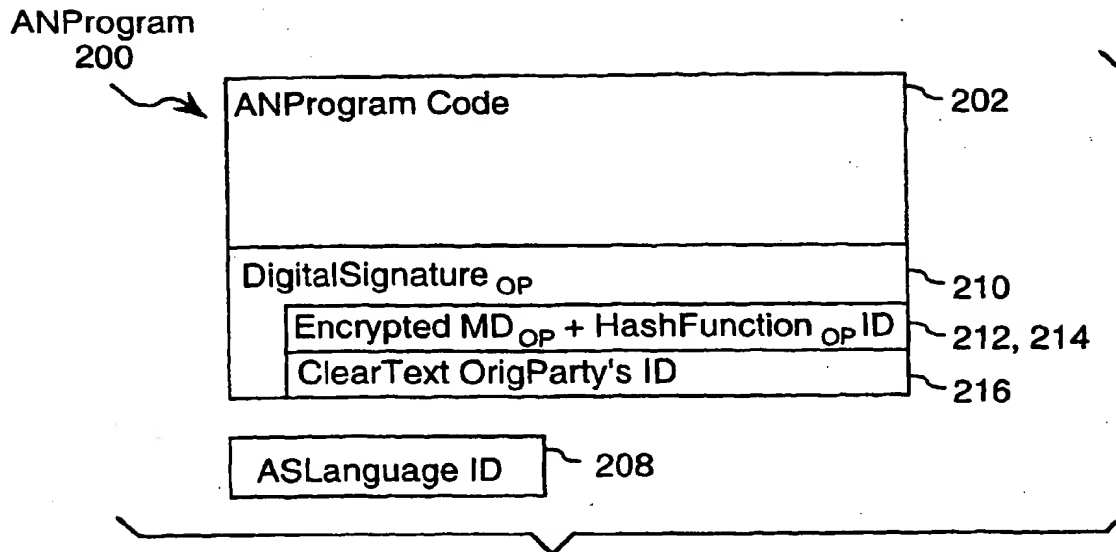 ANProgram
200
ANProgram Code
202
DigitalSignature OP
210
Encrypted MD OP + HashFunction OP ID
212, 214
ClearText OrigParty's ID
216
ASLanguage ID
208